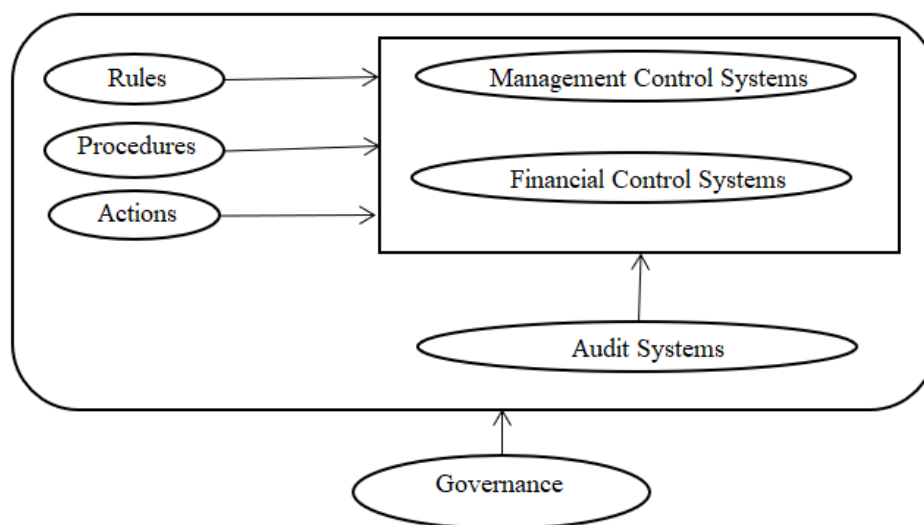 Rules
Management Control Systems
Procedures
Financial Control Systems
Actions
Audit Systems
Governance